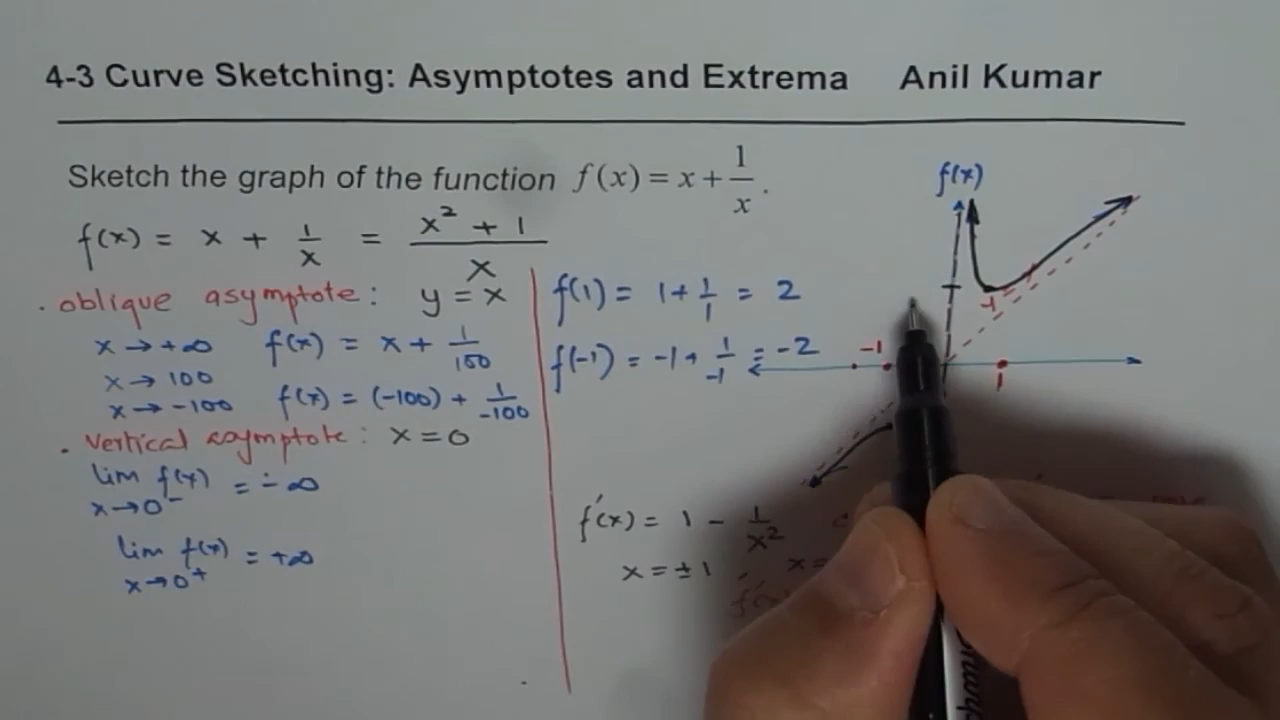 4-3 Curve Sketching: Asymptotes and Extrema Anil Kumar
Sketch the graph of the function f(x) = x + 1/x .
f(x) = x + 1/x = (x² + 1)/x
. oblique asymptote: y = x
x → +∞ f(x) = x + 1/100
x → 100
x → -100 f(x) = (-100) + 1/-100
. Vertical asymptote: x = 0
lim f(x) = -∞
x → 0⁻
lim f(x) = +∞
x → 0⁺
f(1) = 1 + 1/1 = 2
f(-1) = -1 + 1/-1 = -2
f'(x) = 1 - 1/x²
x = ±1
f(x)
-1
1